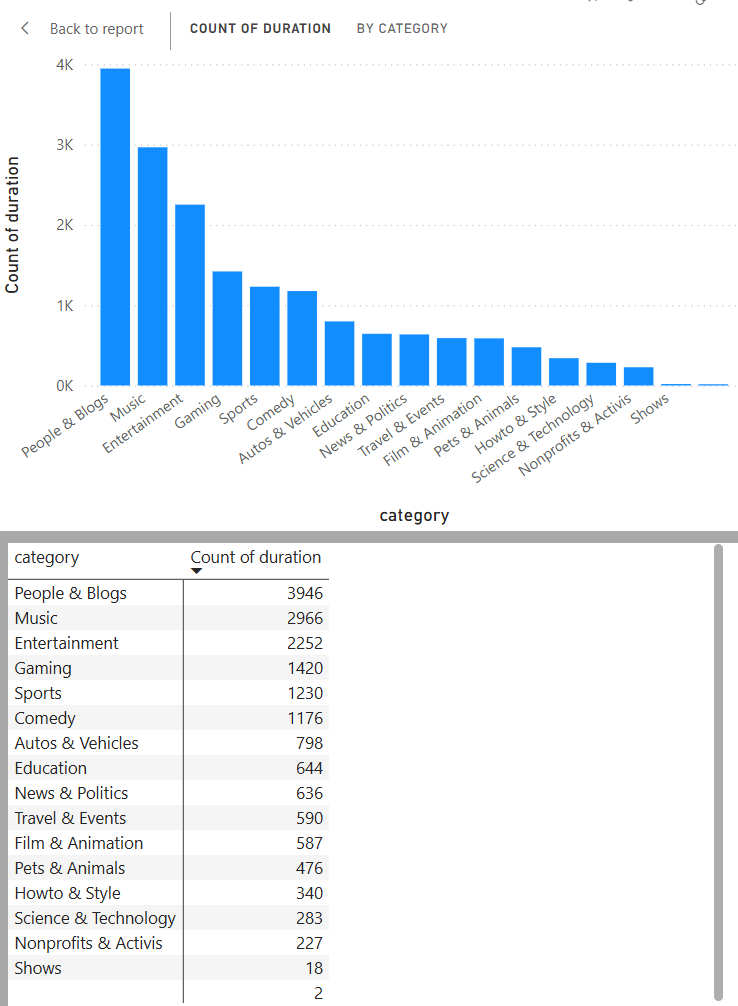 Back to report
COUNT OF DURATION
BY CATEGORY
4K
3K
2K
1K
0K
Count of duration
People & Blogs
Music
Entertainment
Gaming
Sports
Comedy
Autos & Vehicles
Education
News & Politics
Travel & Events
Film & Animation
Pets & Animals
Howto & Style
Science & Technology
Nonprofits & Activis
Shows
category
category Count of duration
People & Blogs 3946
Music 2966
Entertainment 2252
Gaming 1420
Sports 1230
Comedy 1176
Autos & Vehicles 798
Education 644
News & Politics 636
Travel & Events 590
Film & Animation 587
Pets & Animals 476
Howto & Style 340
Science & Technology 283
Nonprofits & Activis 227
Shows 18
2